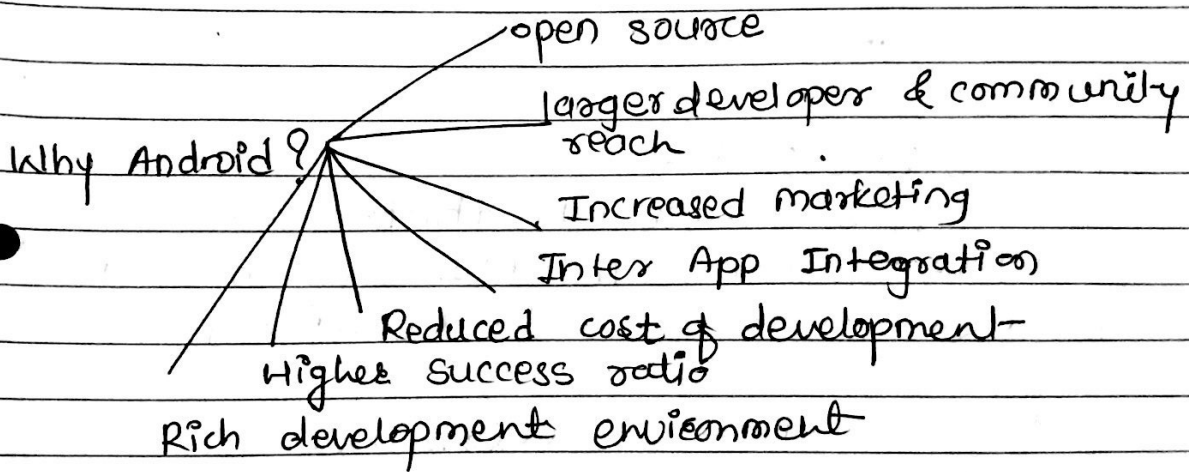 open source
larger developer & community
reach
Why Android?
Increased marketing
Inter App Integration
Reduced cost of development
Higher success ratio
Rich development environment